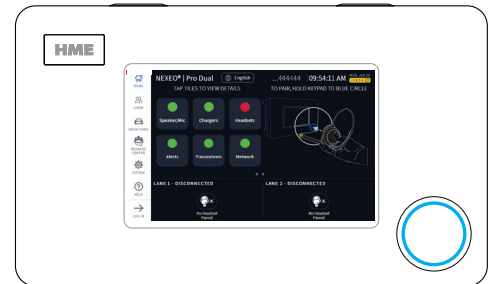 HME
NEXEO® | Pro Dual English ...444444 09:54:11 AM
TAP TILES TO VIEW DETAILS
TO PAIR, HOLD KEYPAD TO BLUE CIRCLE
HOME
CREW
DRIVE-THRU
MESSAGE
CENTER
SYSTEM
HELP
LOG IN
Speaker/Mic Chargers Headsets
Alerts Transceivers Network
LANE 1 - DISCONNECTED LANE 2 - DISCONNECTED
No Headset
Paired
No Headset
Paired